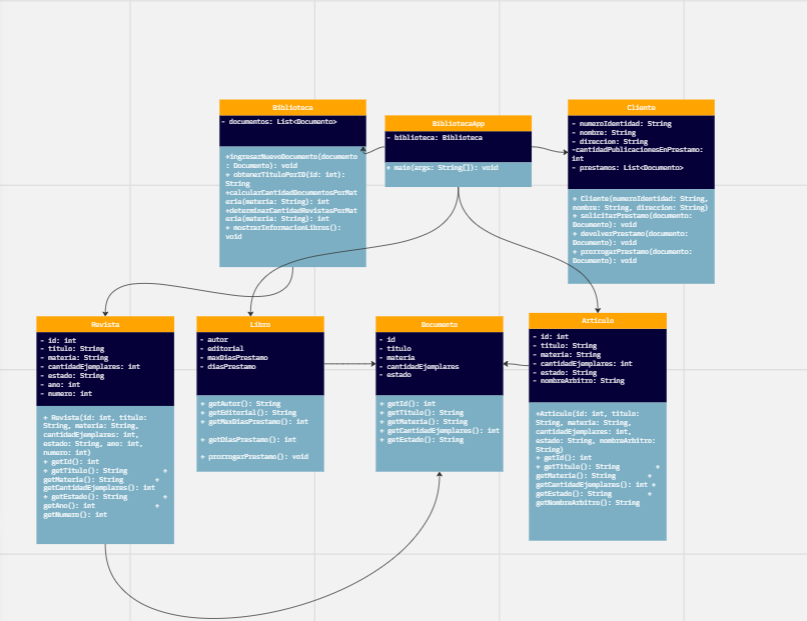 Biblioteca
- documentos: List<Documento>
+ingresarNuevoDocumento(documento
: Documento): void
+ obtenerTituloPorID(id: int):
String
+calcularCantidadDocumentosPorMat
eria(materia: String): int
+determinarCantidadRevistasPorMat
eria(materia: String): int
+ mostrarInformacionLibros():
void
BibliotecaApp
- biblioteca: Biblioteca
+ main(args: String[]): void
Cliente
- numeroIdentidad: String
- nombre: String
- direccion: String
-cantidadPublicacionesEnPrestamo:
int
- prestamos: List<Documento>
+ Cliente(numeroIdentidad: String,
nombre: String, direccion: String)
+ solicitarPrestamo(documento:
Documento): void
+ devolverPrestamo(documento:
Documento): void
+ prorrogarPrestamo(documento:
Documento): void
Revista
- id: int
- titulo: String
- materia: String
- cantidadEjemplares: int
- estado: String
- ano: int
- numero: int
+ Revista(id: int, titulo:
String, materia: String,
cantidadEjemplares: int,
estado: String, ano: int,
numero: int)
+ getId(): int
+ getTitulo(): String +
getMateria(): String +
getCantidadEjemplares(): int
+ getEstado(): String +
getAno(): int +
getNumero(): int
Libro
- autor
- editorial
- maxDiasPrestamo
- diasPrestamo
+ getAutor(): String
+ getEditorial(): String
+ getMaxDiasPrestamo(): int
+ getDiasPrestamo(): int
+ prorrogarPrestamo(): void
Documento
- id
- titulo
- materia
- cantidadEjemplares
- estado
+ getId(): int
+ getTitulo(): String
+ getMateria(): String
+ getCantidadEjemplares(): int
+ getEstado(): String
Articulo
- id: int
- titulo: String
- materia: String
- cantidadEjemplares: int
- estado: String
- nombreArbitro: String
+Articulo(id: int, titulo:
String, materia: String,
cantidadEjemplares: int,
estado: String, nombreArbitro:
String)
+ getId(): int
+ getTitulo(): String +
getMateria(): String +
getCantidadEjemplares(): int +
getEstado(): String +
getNombreArbitro(): String